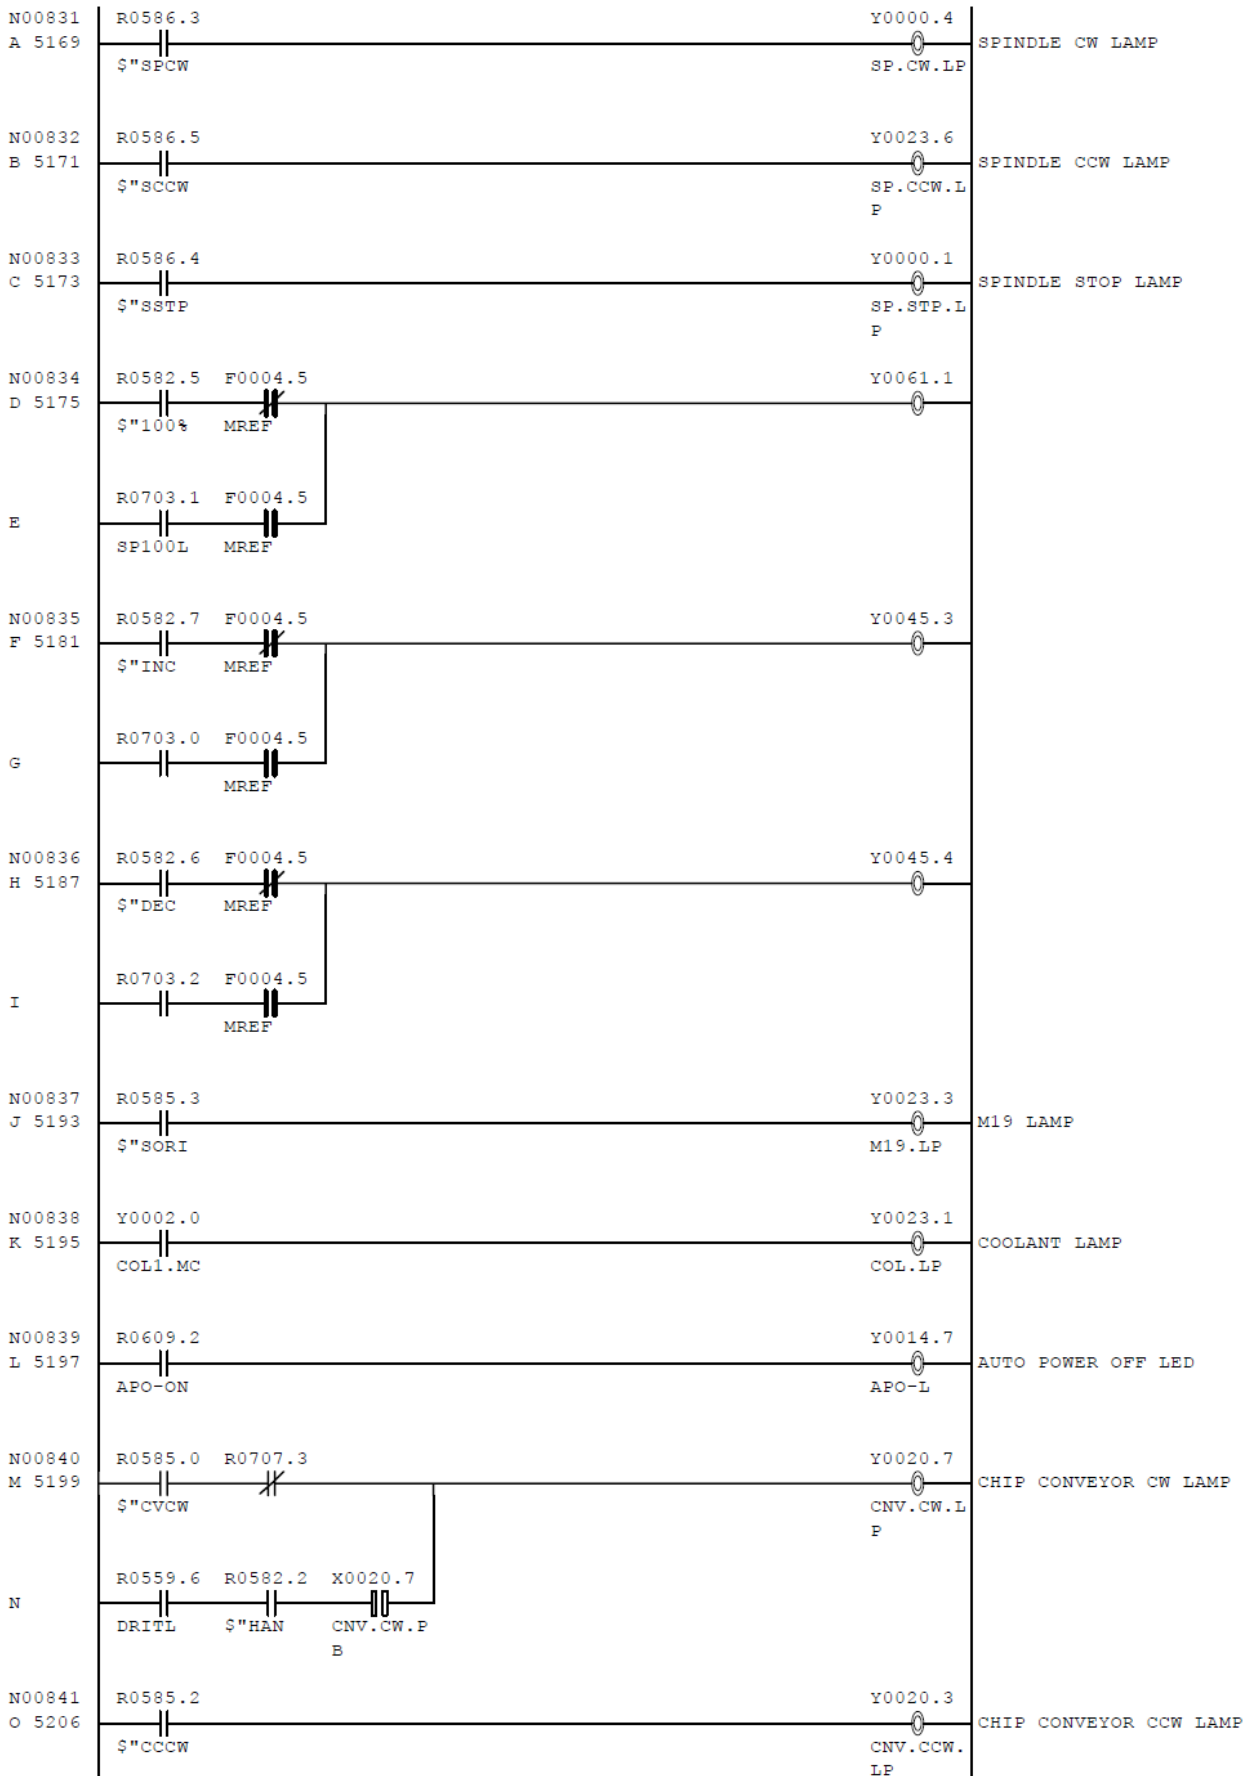 N00831 R0586.3 Y0000.4
A 5169 SPINDLE CW LAMP
$"SPCW SP.CW.LP
N00832 R0586.5 Y0023.6
B 5171 SPINDLE CCW LAMP
$"SCCW SP.CCW.L
P
N00833 R0586.4 Y0000.1
C 5173 SPINDLE STOP LAMP
$"SSTP SP.STP.L
P
N00834 R0582.5 F0004.5 Y0061.1
D 5175
$"100% MREF
R0703.1 F0004.5
E
SP100L MREF
N00835 R0582.7 F0004.5 Y0045.3
F 5181
$"INC MREF
R0703.0 F0004.5
G
MREF
N00836 R0582.6 F0004.5 Y0045.4
H 5187
$"DEC MREF
R0703.2 F0004.5
I
MREF
N00837 R0585.3 Y0023.3
J 5193 M19 LAMP
$"SORI M19.LP
N00838 Y0002.0 Y0023.1
K 5195 COOLANT LAMP
COL1.MC COL.LP
N00839 R0609.2 Y0014.7
L 5197 AUTO POWER OFF LED
APO-ON APO-L
N00840 R0585.0 R0707.3 Y0020.7
M 5199 CHIP CONVEYOR CW LAMP
$"CVCW CNV.CW.L
P
R0559.6 R0582.2 X0020.7
N
DRITL $"HAN CNV.CW.P
B
N00841 R0585.2 Y0020.3
O 5206 CHIP CONVEYOR CCW LAMP
$"CCCW CNV.CCW.
LP